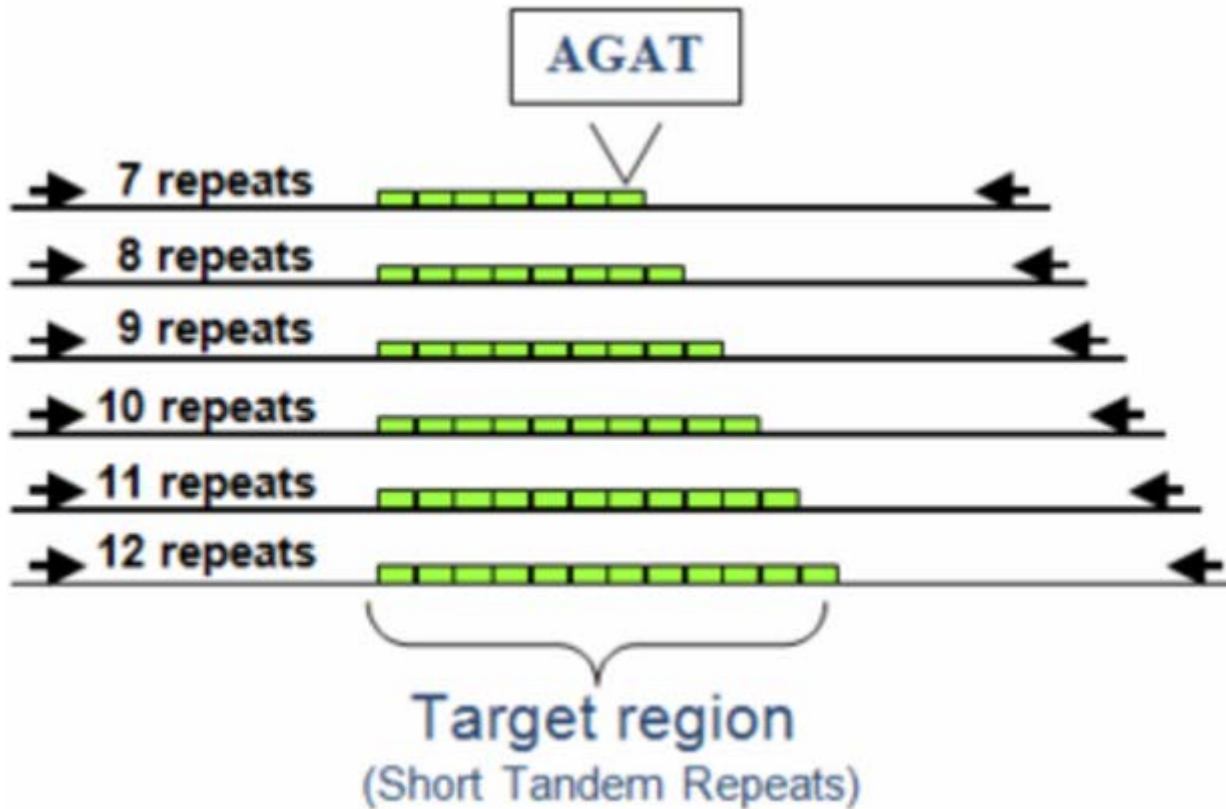 AGAT
7 repeats
8 repeats
9 repeats
10 repeats
11 repeats
12 repeats
Target region
(Short Tandem Repeats)